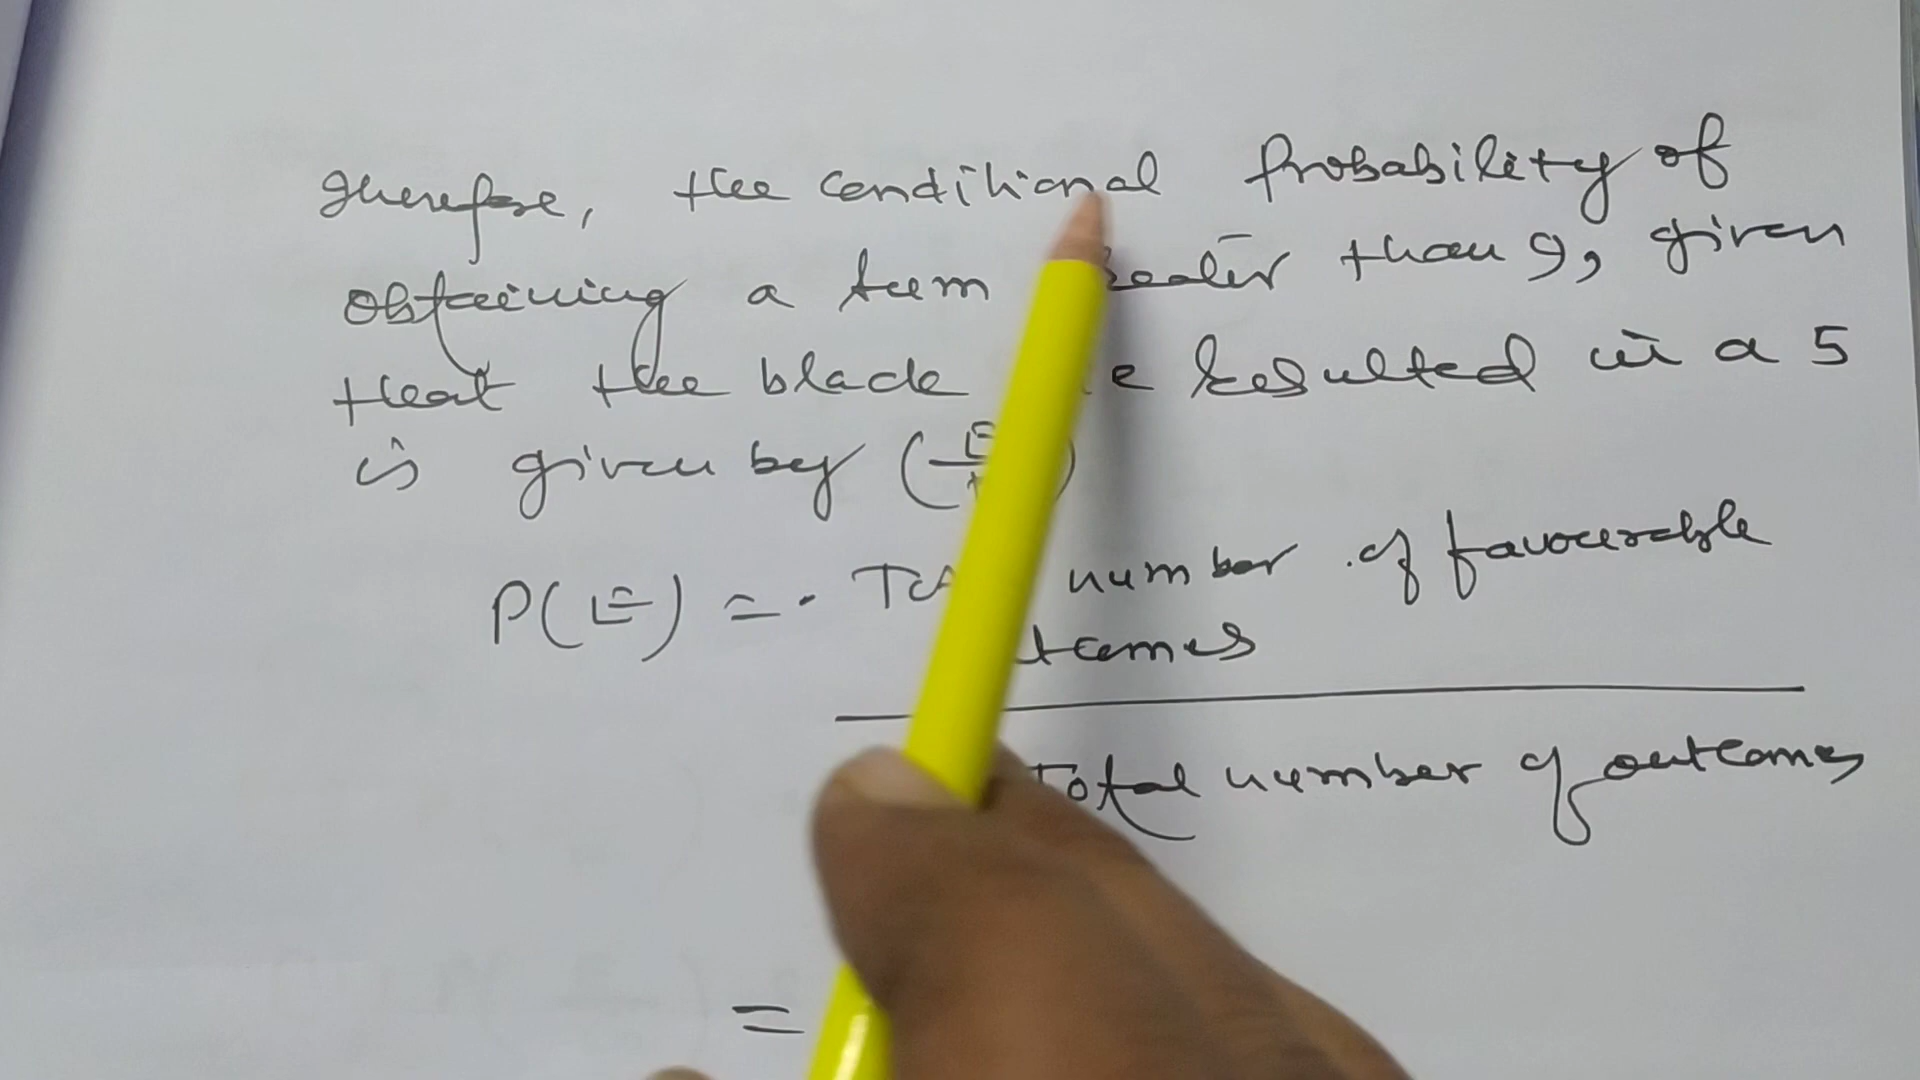 therefore, the conditional Probability of
obtaining a sum than 9, given
that the black resulted in a 5
is given by (
P(E) = number of favourable
Total number of outcomes
=